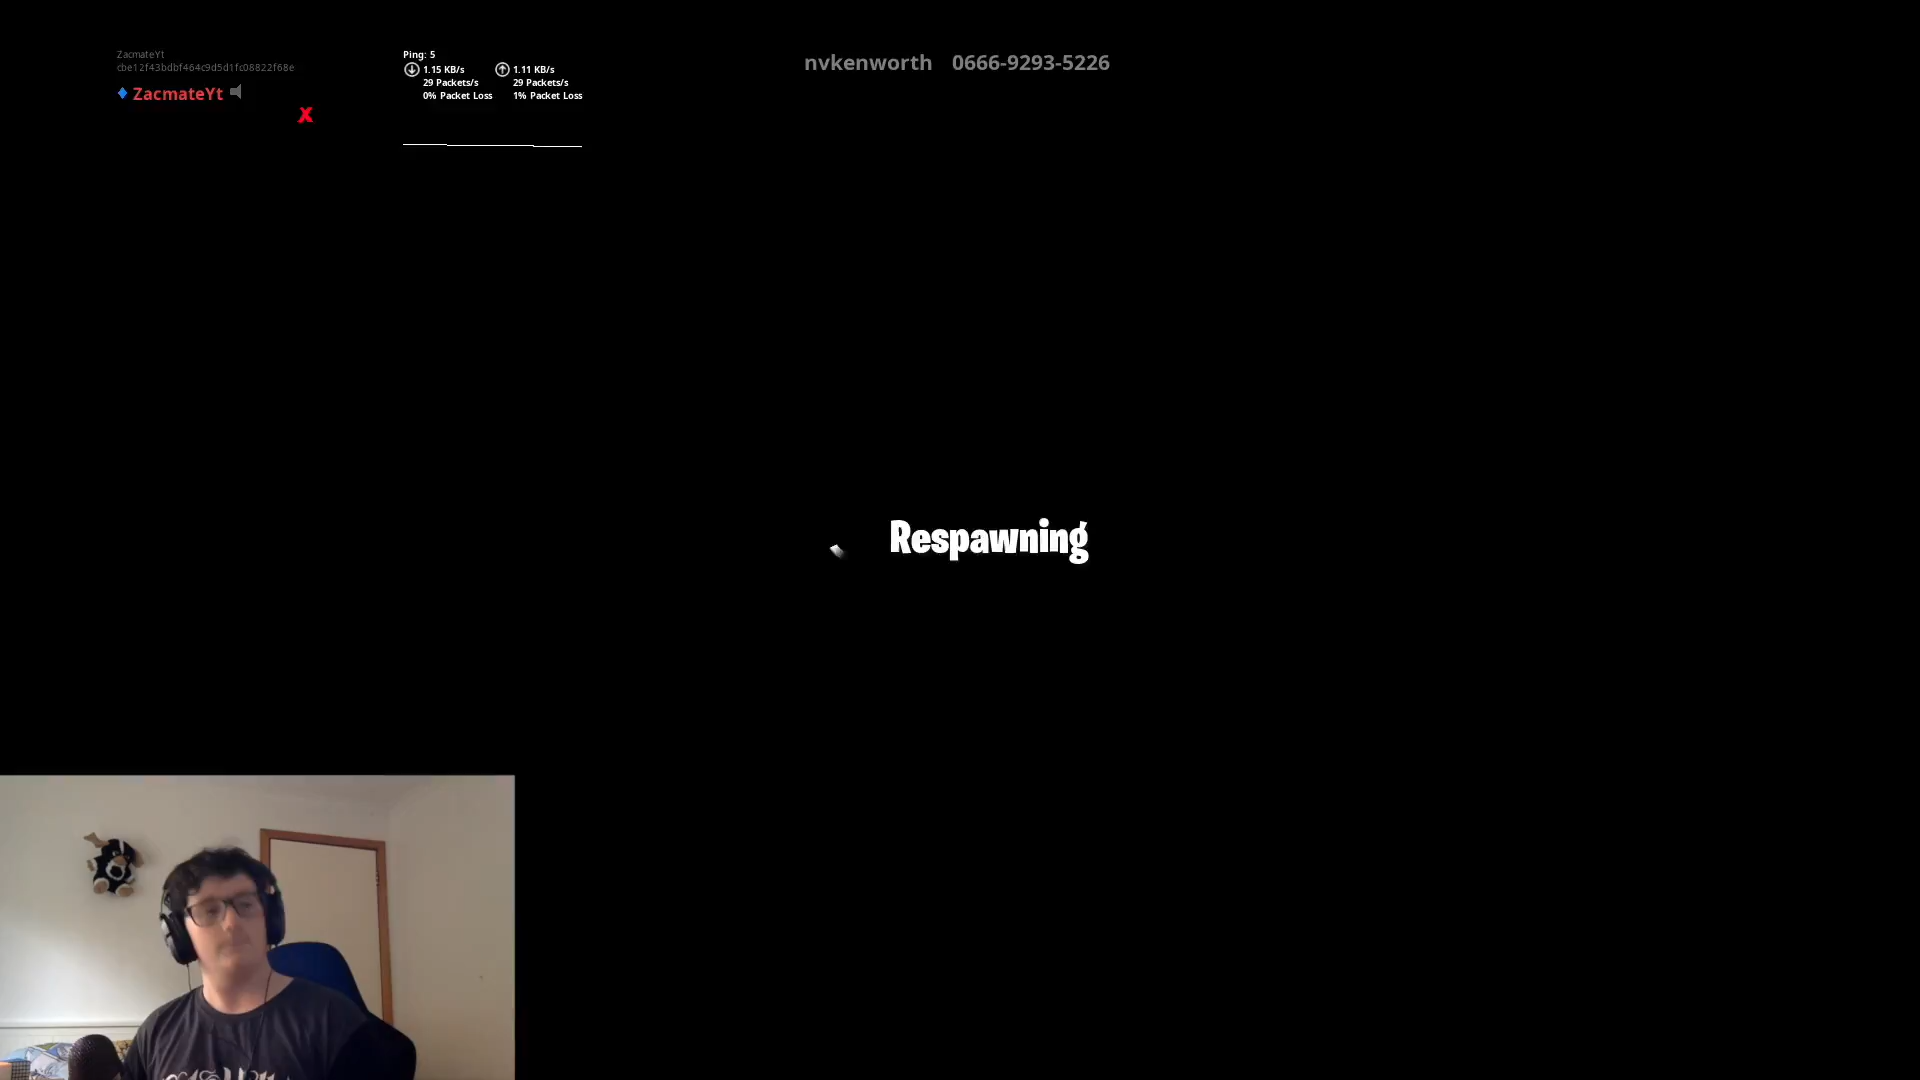 ZacmateYt
cbe12f43bdbf464c9d5d1fc08822f68e
ZacmateYt
X
Ping: 5
1.15 KB/s 1.11 KB/s
29 Packets/s 29 Packets/s
0% Packet Loss 1% Packet Loss
nvkenworth 0666-9293-5226
Respawning